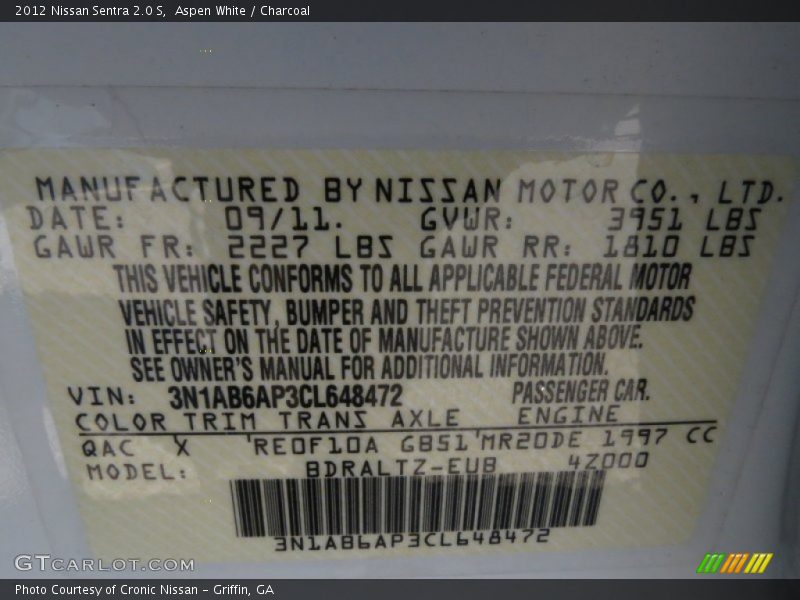 2012 Nissan Sentra 2.0 S,  Aspen White / Charcoal
MANUFACTURED BY NISSAN MOTOR CO., LTD.
DATE: 09/11. GVWR: 3951 LBS
GAWR FR: 2227 LBS GAWR RR: 1810 LBS
THIS VEHICLE CONFORMS TO ALL APPLICABLE FEDERAL MOTOR
VEHICLE SAFETY, BUMPER AND THEFT PREVENTION STANDARDS
IN EFFECT ON THE DATE OF MANUFACTURE SHOWN ABOVE.
SEE OWNER'S MANUAL FOR ADDITIONAL INFORMATION.
VIN: 3N1AB6AP3CL648472 PASSENGER CAR.
COLOR TRIM TRANS AXLE ENGINE
QAC X RE0F10A GB51 MR20DE 1997 CC
MODEL: BDRALTZ-EUB 4Z000
3N1AB6AP3CL648472
GTCARLOT.COM
Photo Courtesy of Cronic Nissan – Griffin, GA